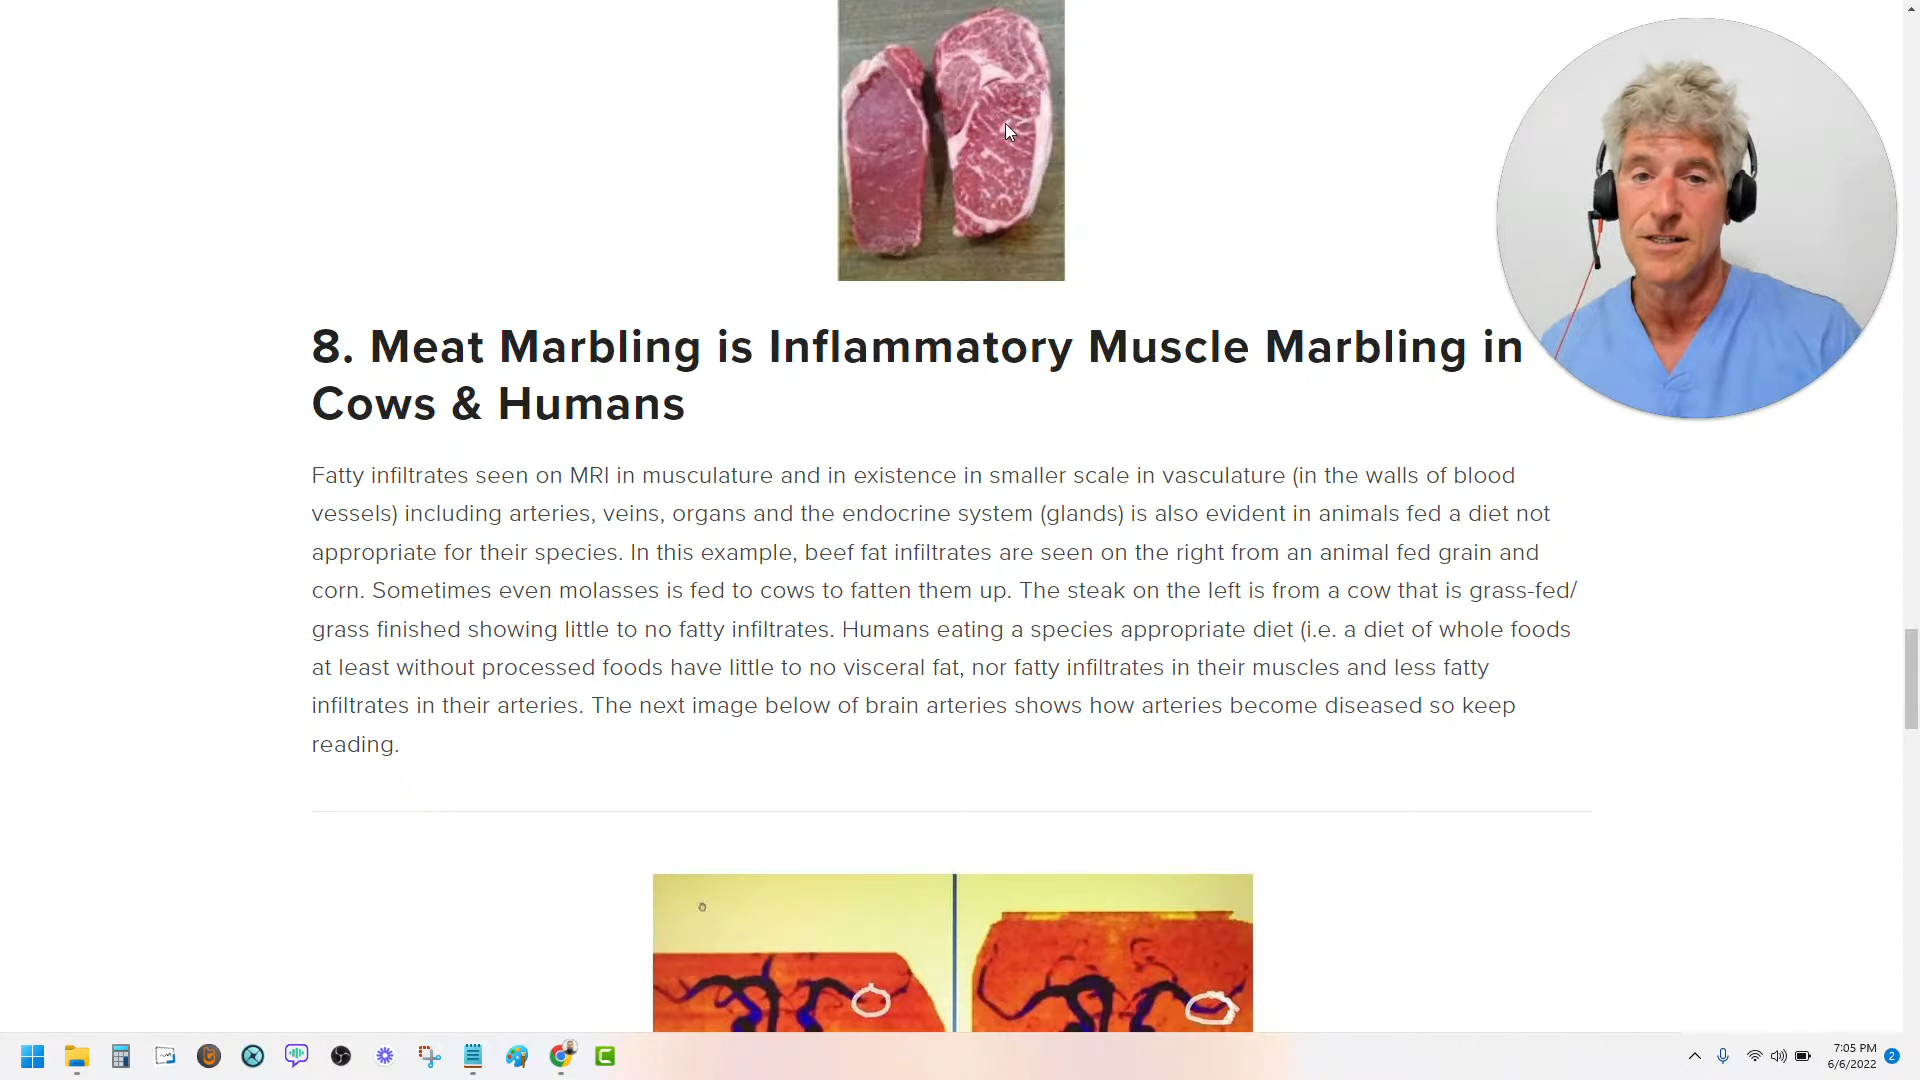 8. Meat Marbling is Inflammatory Muscle Marbling in
Cows & Humans
Fatty infiltrates seen on MRI in musculature and in existence in smaller scale in vasculature (in the walls of blood
vessels) including arteries, veins, organs and the endocrine system (glands) is also evident in animals fed a diet not
appropriate for their species. In this example, beef fat infiltrates are seen on the right from an animal fed grain and
corn. Sometimes even molasses is fed to cows to fatten them up. The steak on the left is from a cow that is grass-fed/
grass finished showing little to no fatty infiltrates. Humans eating a species appropriate diet (i.e. a diet of whole foods
at least without processed foods have little to no visceral fat, nor fatty infiltrates in their muscles and less fatty
infiltrates in their arteries. The next image below of brain arteries shows how arteries become diseased so keep
reading.
7:05 PM
6/6/2022
2